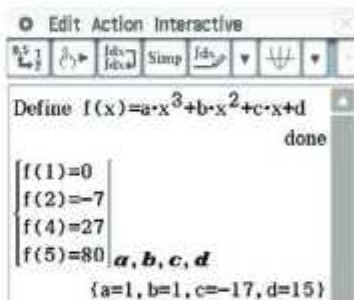 Edit Action Interactive
Simp
Define f(x)=a·x³+b·x²+c·x+d
done
f(1)=0
f(2)=-7
f(4)=27
f(5)=80 a, b, c, d
{a=1, b=1, c=-17, d=15}